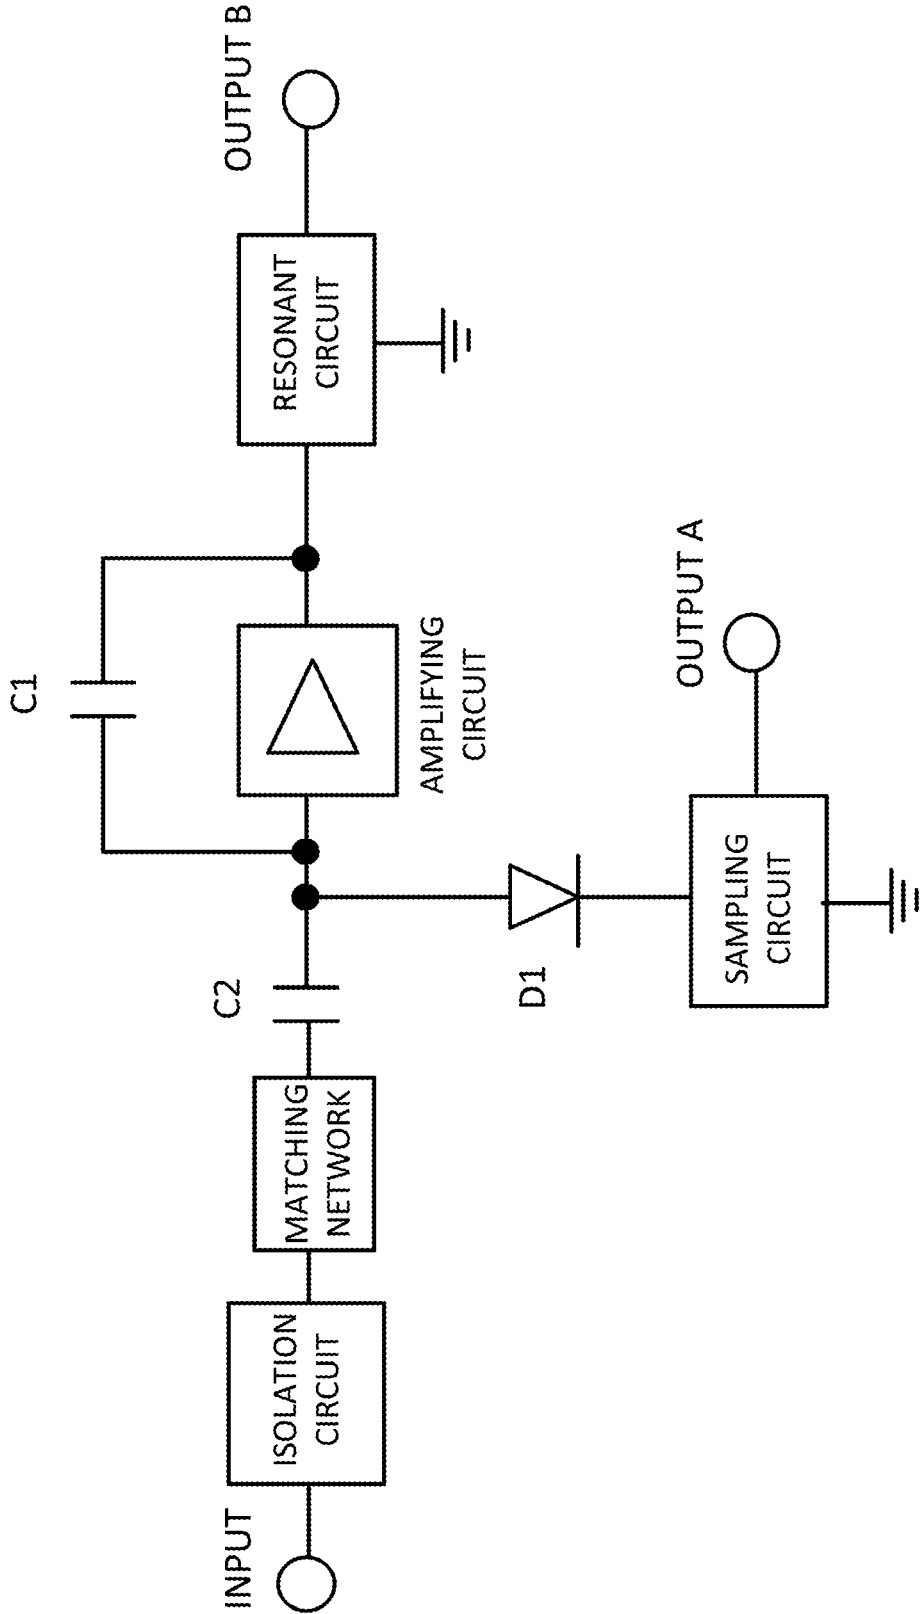 INPUT
ISOLATION
CIRCUIT
MATCHING
NETWORK
C2
C1
AMPLIFYING
CIRCUIT
RESONANT
CIRCUIT
OUTPUT B
D1
SAMPLING
CIRCUIT
OUTPUT A